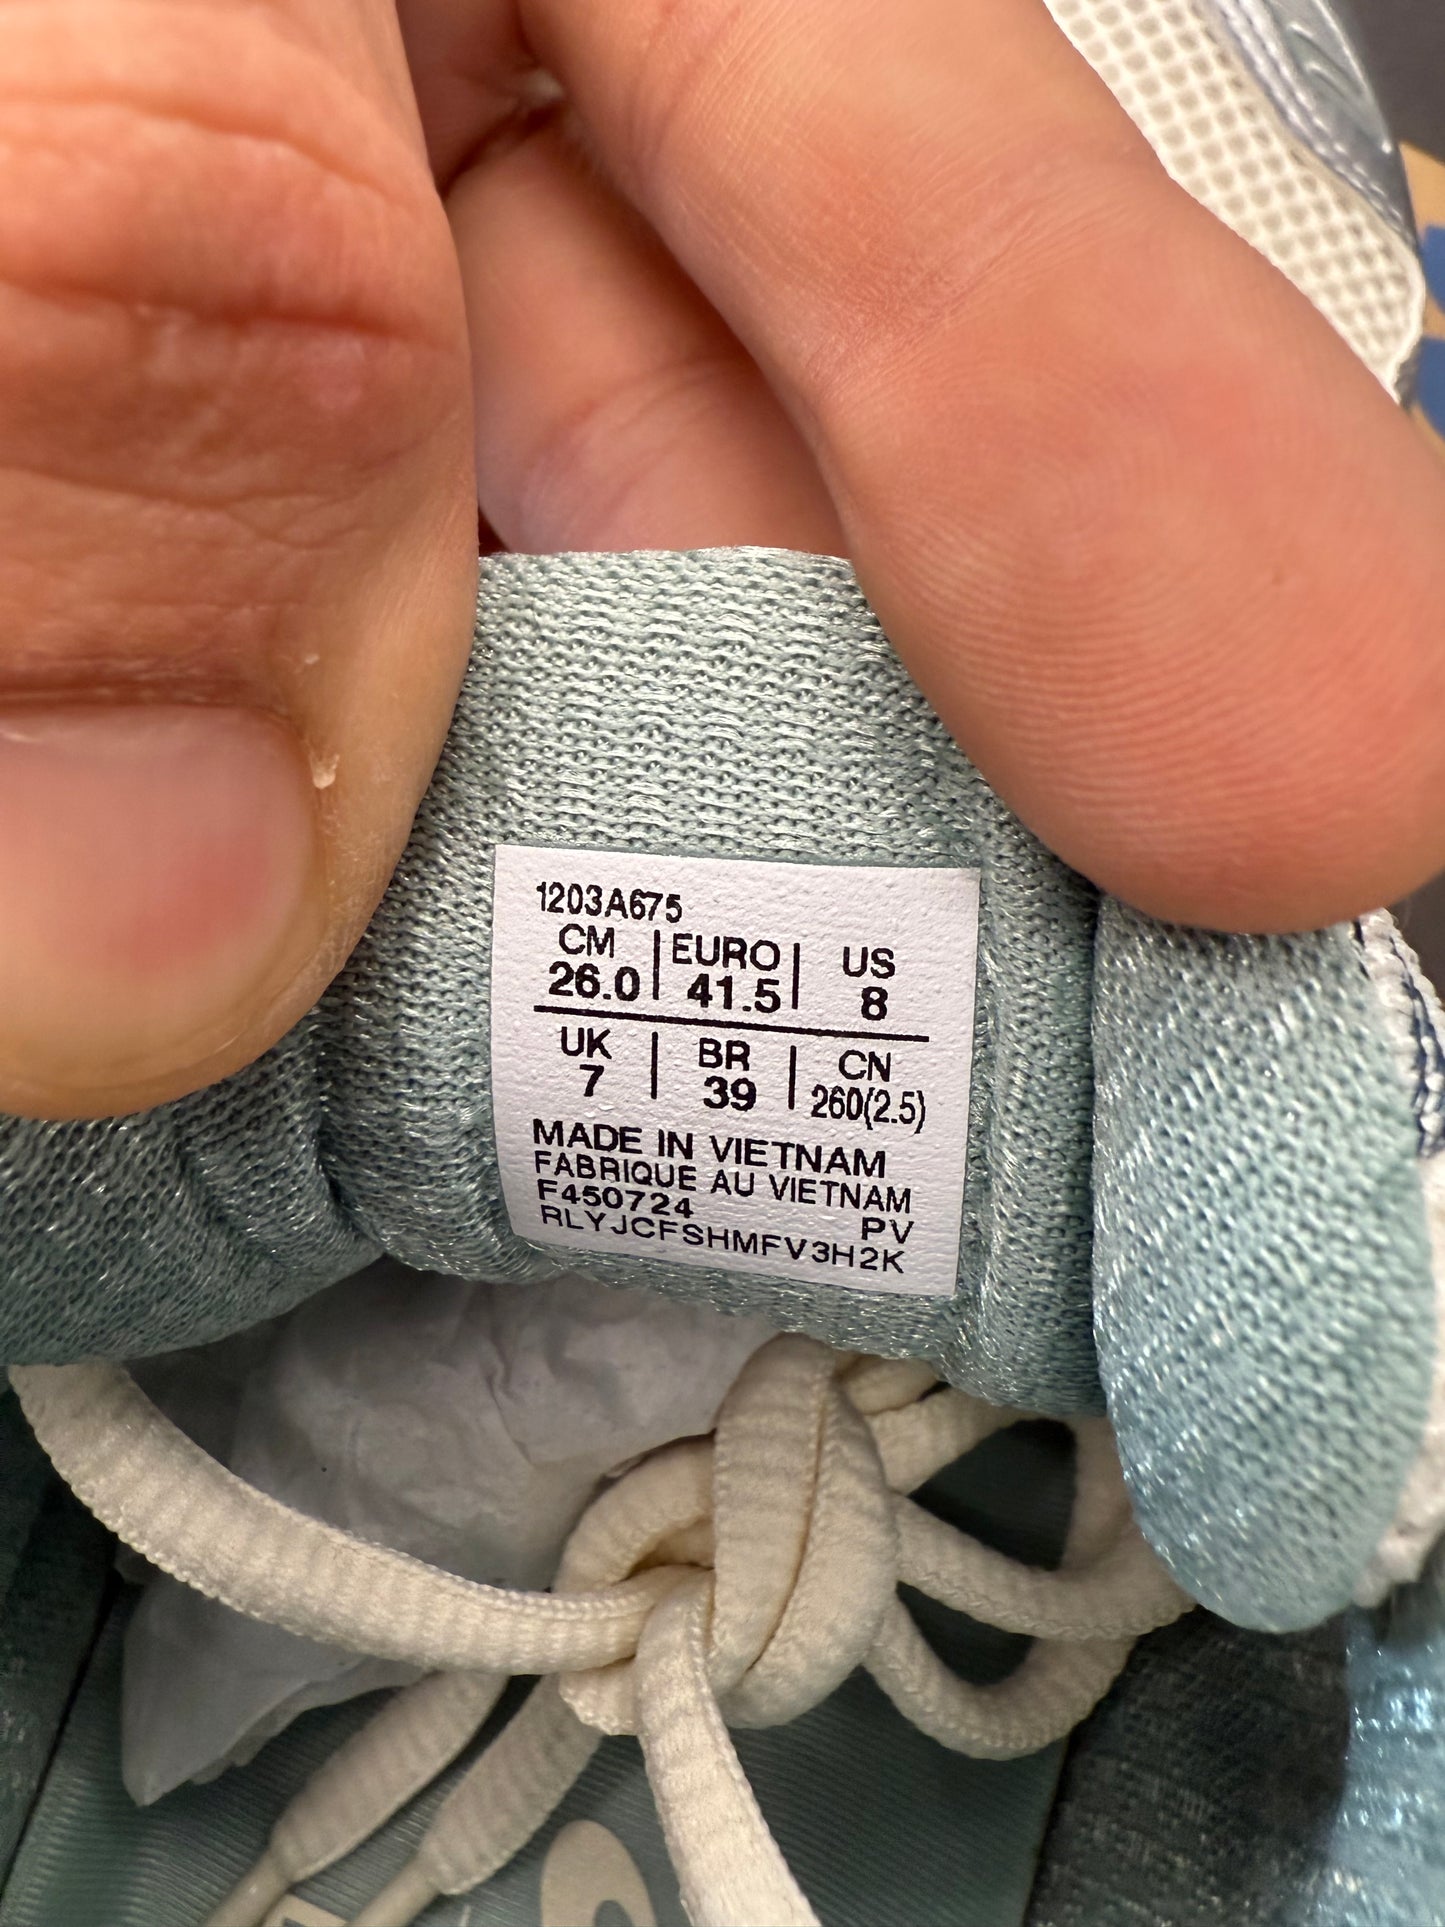 1203A675
CM | EURO | US
26.0 | 41.5 | 8
UK | BR | CN
7 | 39 | 260(2.5)
MADE IN VIETNAM
FABRIQUE AU VIETNAM
F450724 PV
RLYJCFSHMFV3H2K